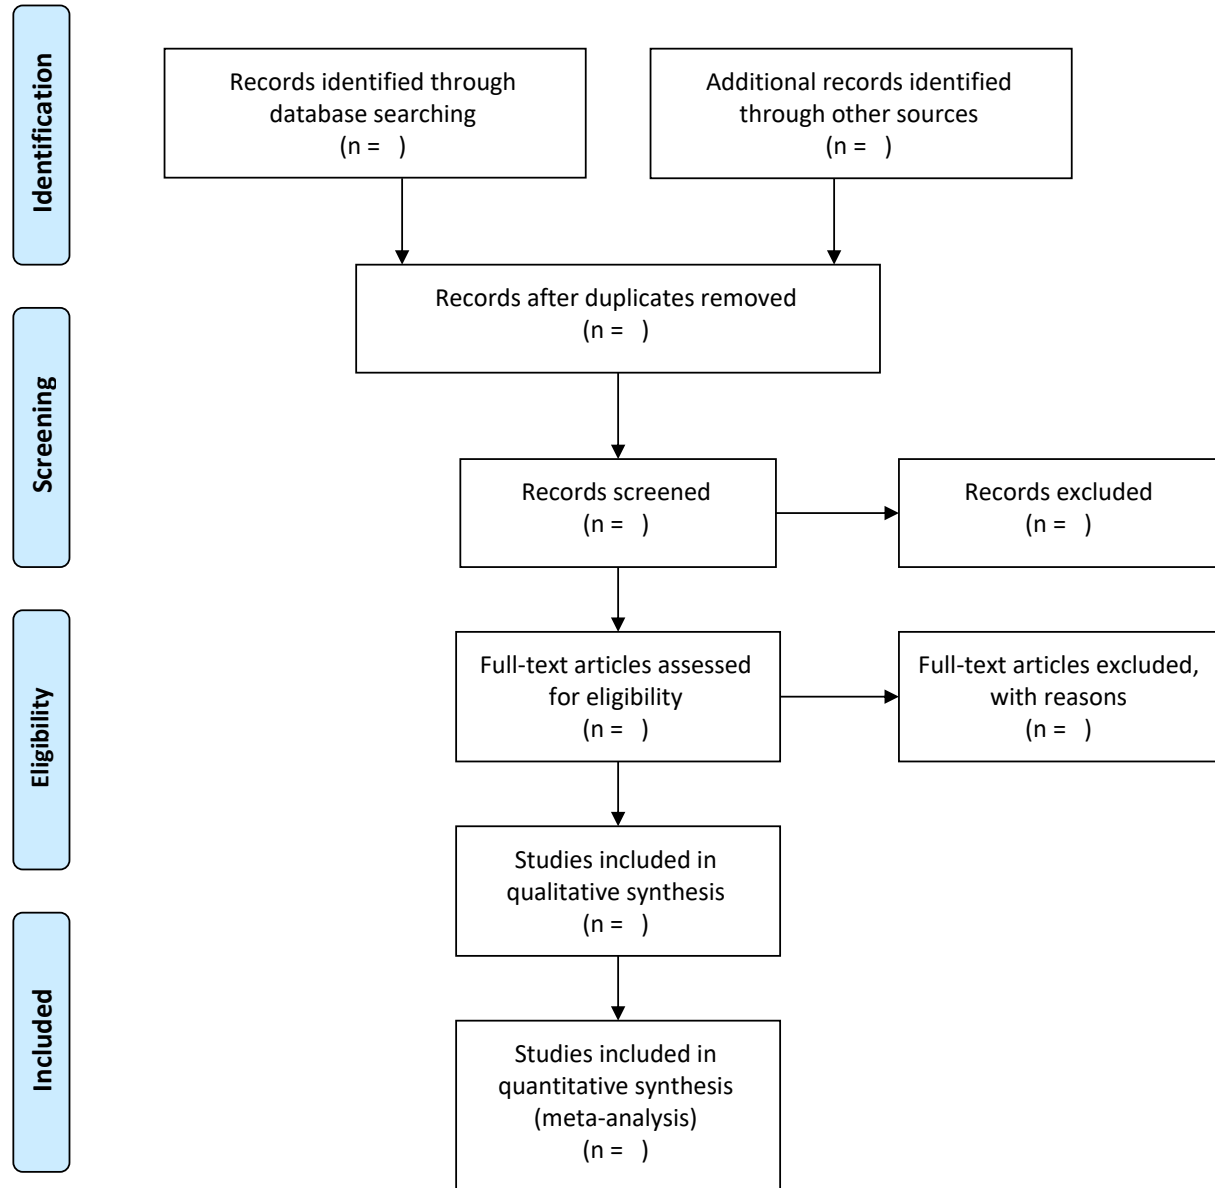 Identification
Records identified through
database searching
(n =   )
Additional records identified
through other sources
(n =   )
Records after duplicates removed
(n =   )
Screening
Records screened
(n =   )
Records excluded
(n =   )
Eligibility
Full-text articles assessed
for eligibility
(n =   )
Full-text articles excluded,
with reasons
(n =   )
Studies included in
qualitative synthesis
(n =   )
Included
Studies included in
quantitative synthesis
(meta-analysis)
(n =   )